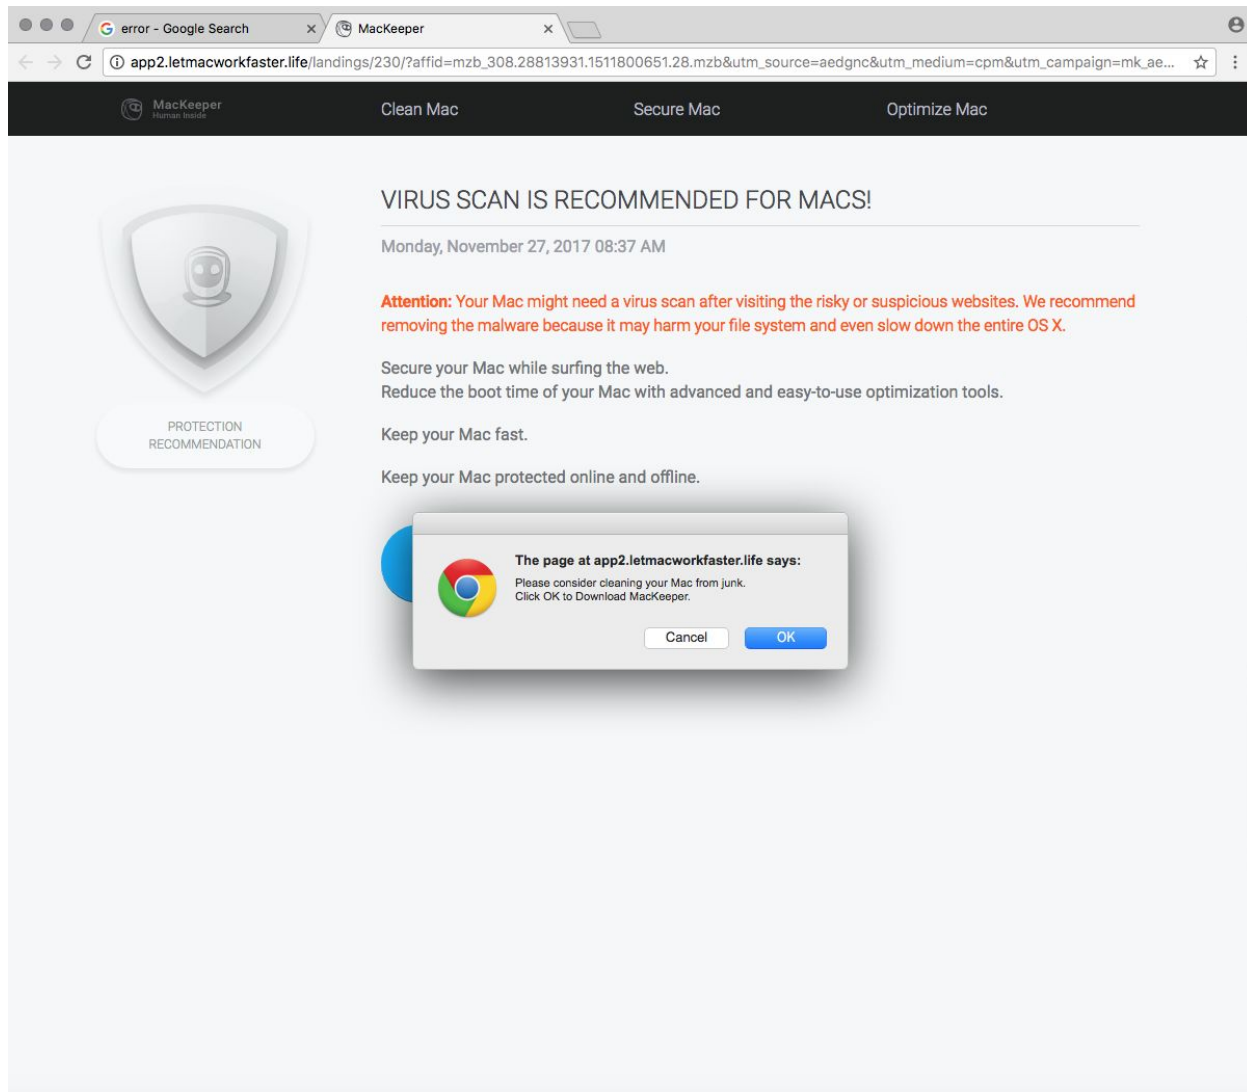 error - Google Search
MacKeeper
app2.letmacworkfaster.life/landings/230/?affid=mzb_308.28813931.1511800651.28.mzb&utm_source=aedgnc&utm_medium=cpm&utm_campaign=mk_ae...
MacKeeper
Human Inside
Clean Mac
Secure Mac
Optimize Mac
VIRUS SCAN IS RECOMMENDED FOR MACS!
Monday, November 27, 2017 08:37 AM
Attention: Your Mac might need a virus scan after visiting the risky or suspicious websites. We recommend
removing the malware because it may harm your file system and even slow down the entire OS X.
Secure your Mac while surfing the web.
Reduce the boot time of your Mac with advanced and easy-to-use optimization tools.
PROTECTION
RECOMMENDATION
Keep your Mac fast.
Keep your Mac protected online and offline.
The page at app2.letmacworkfaster.life says:
Please consider cleaning your Mac from junk.
Click OK to Download MacKeeper.
Cancel
OK